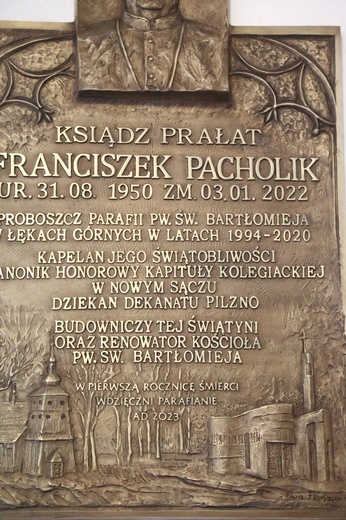 KSIĄDZ PRAŁAT
FRANCISZEK PACHOLIK
UR. 31. 08. 1950 ZM. 03. 01. 2022
PROBOSZCZ PARAFII PW. ŚW. BARTŁOMIEJA
W ŁĘKACH GÓRNYCH W LATACH 1994-2020
KAPELAN JEGO ŚWIĄTOBLIWOŚCI
KANONIK HONOROWY KAPITUŁY KOLEGIACKIEJ
W NOWYM SĄCZU
DZIEKAN DEKANATU PILZNO
BUDOWNICZY TEJ ŚWIĄTYNI
ORAZ RENOWATOR KOŚCIOŁA
PW. ŚW. BARTŁOMIEJA
W PIERWSZĄ ROCZNICĘ ŚMIERCI
WDZIĘCZNI PARAFIANIE
AD 2023